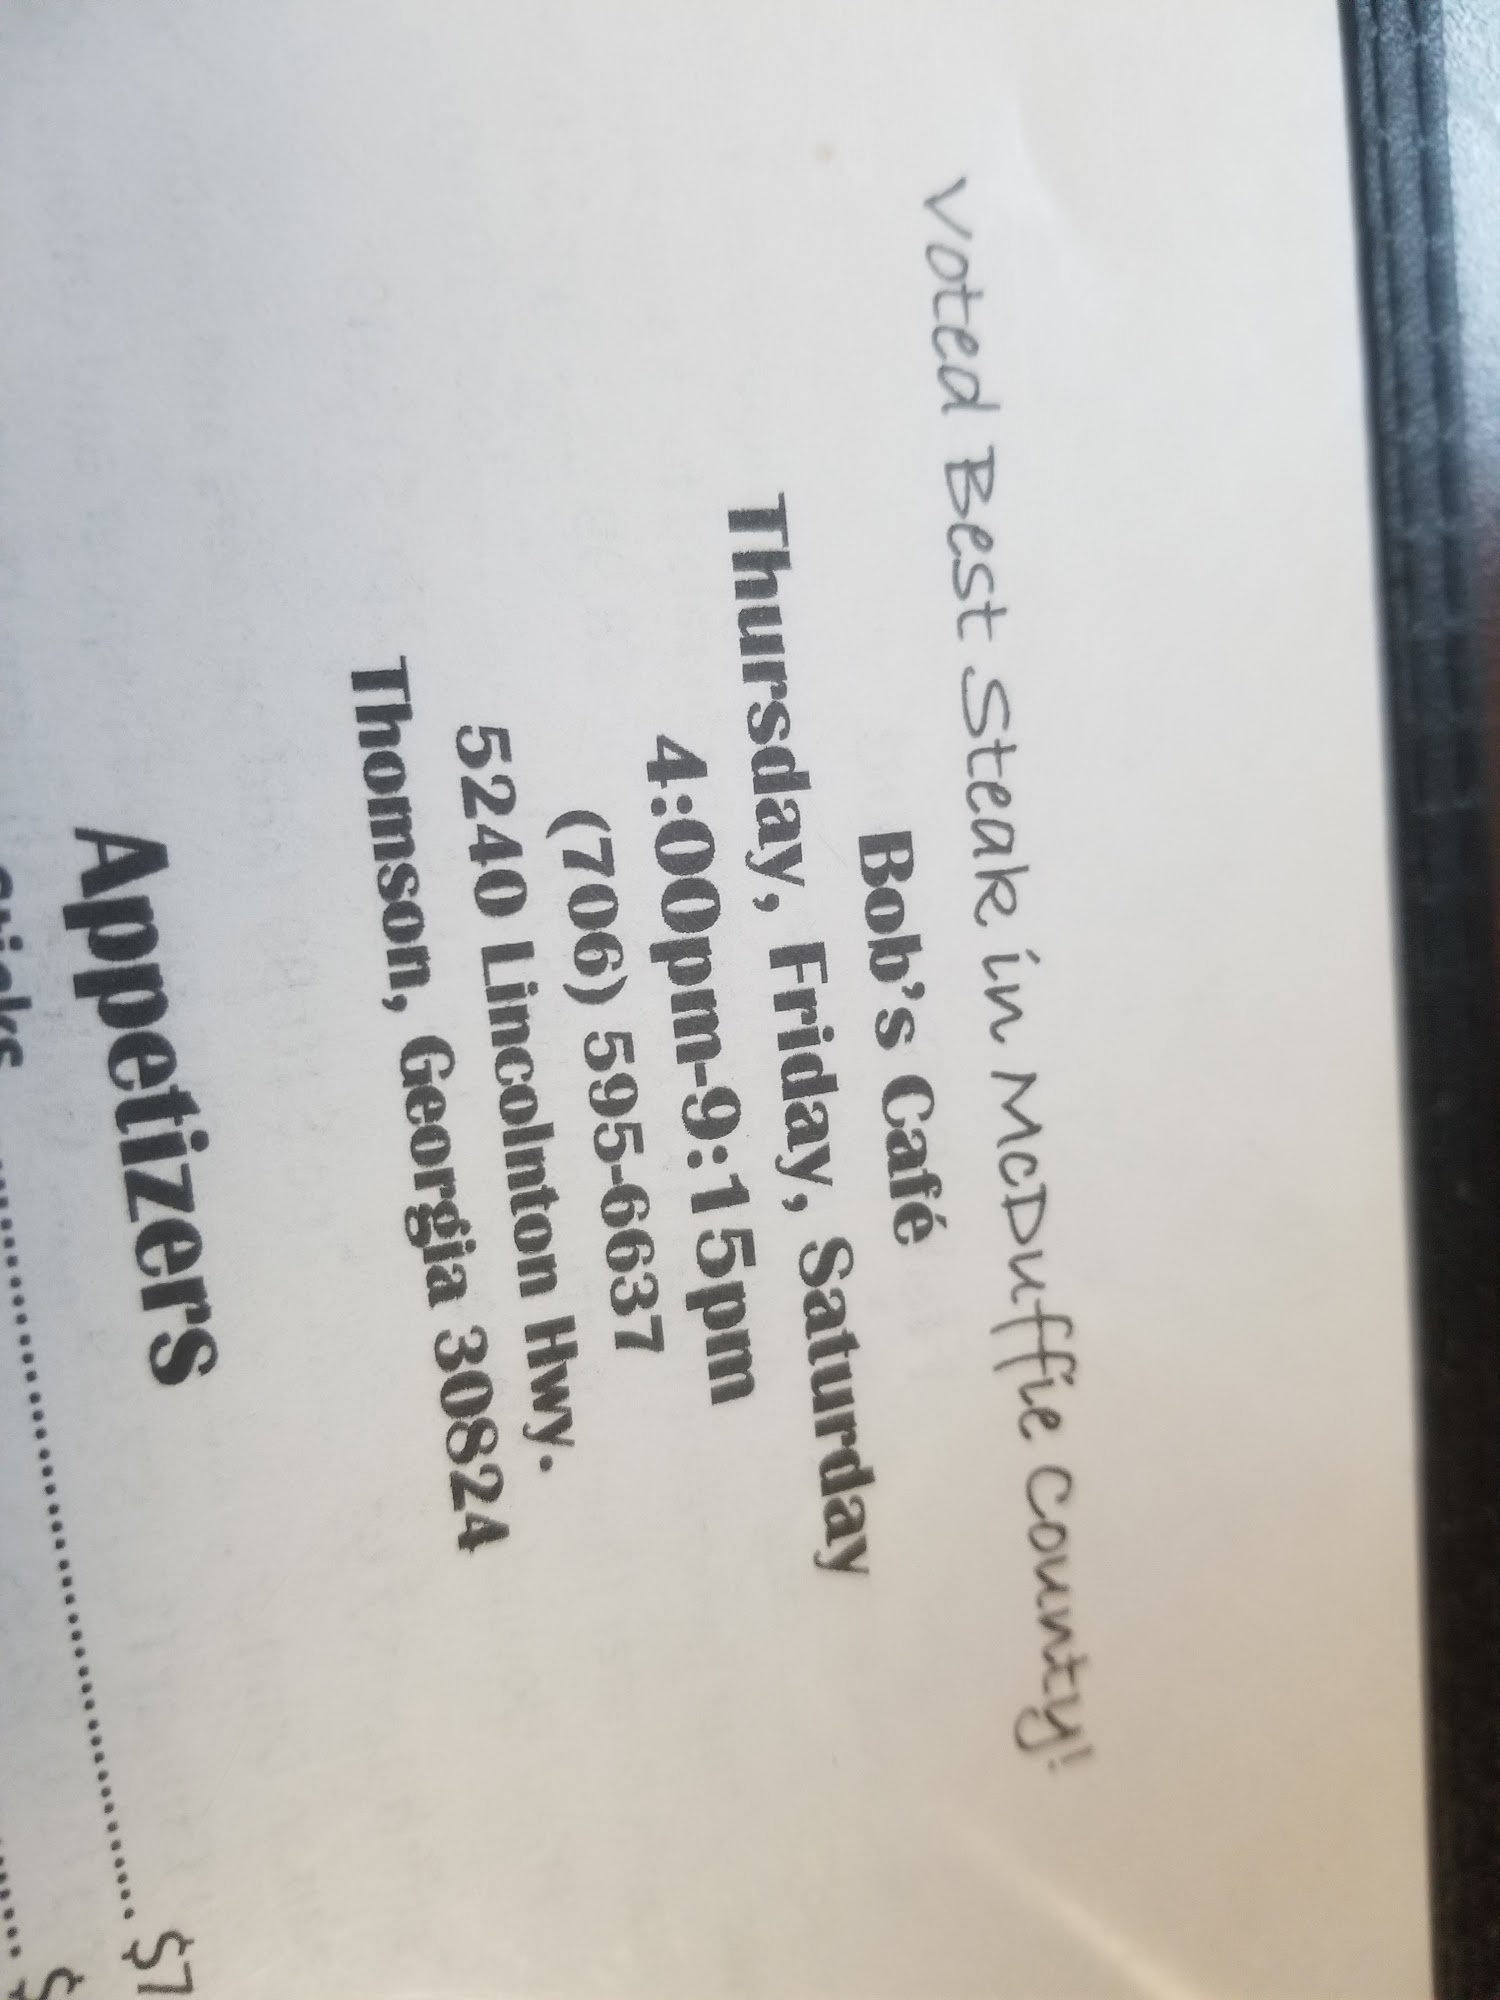 Voted Best Steak in McDuffie County!
Bob's Café
Thursday, Friday, Saturday
4:00pm-9:15pm
(706) 595-6637
5240 Lincolnton Hwy.
Thomson, Georgia 30824
Appetizers
$7